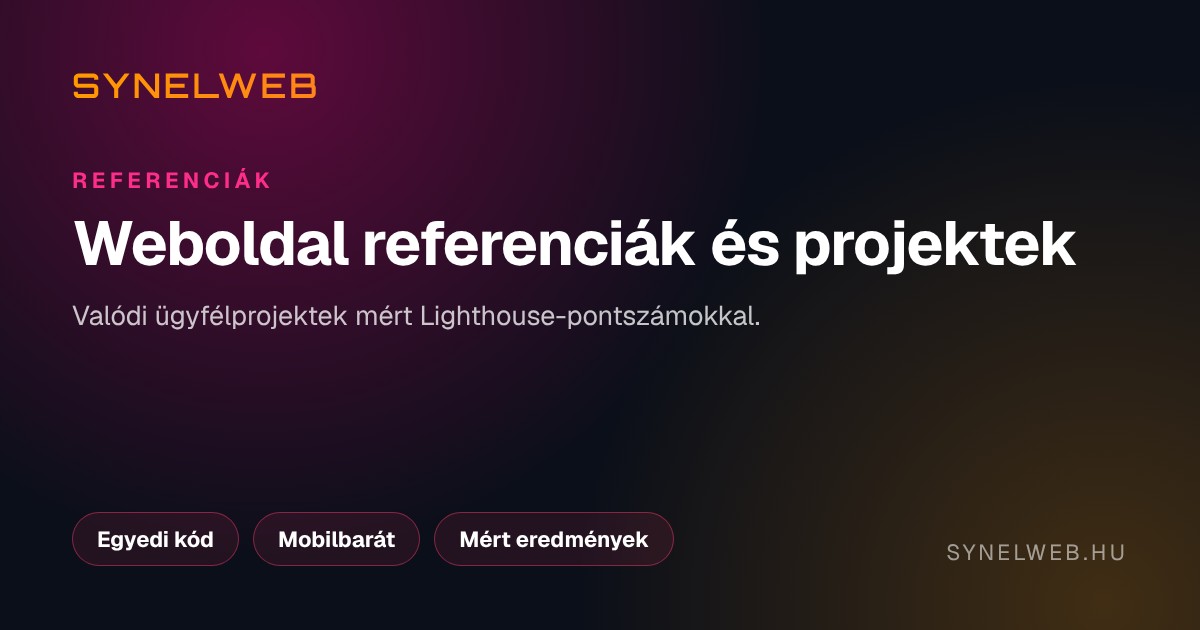 SYNELWEB
REFERENCIÁK
Weboldal referenciák és projektek
Valódi ügyfélprojektek mért Lighthouse-pontszámokkal.
Egyedi kód
Mobilbarát
Mért eredmények
SYNELWEB.HU